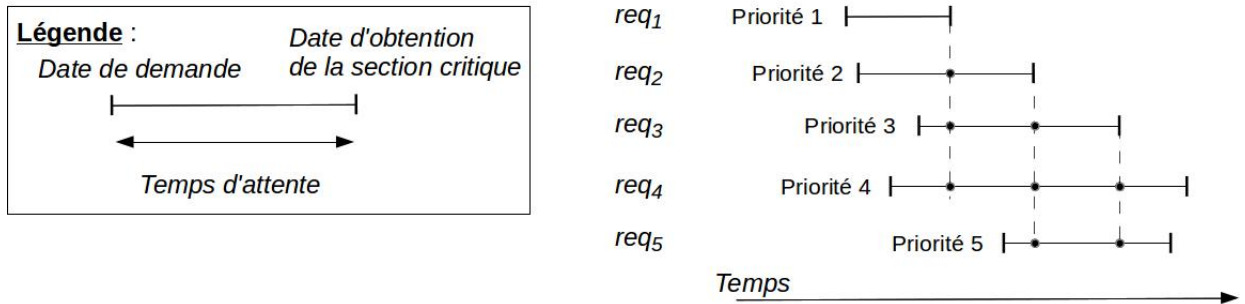 Légende :
Date de demande
Date d'obtention
de la section critique
Temps d'attente
req1 Priorité 1
req2 Priorité 2
req3 Priorité 3
req4 Priorité 4
req5 Priorité 5
Temps